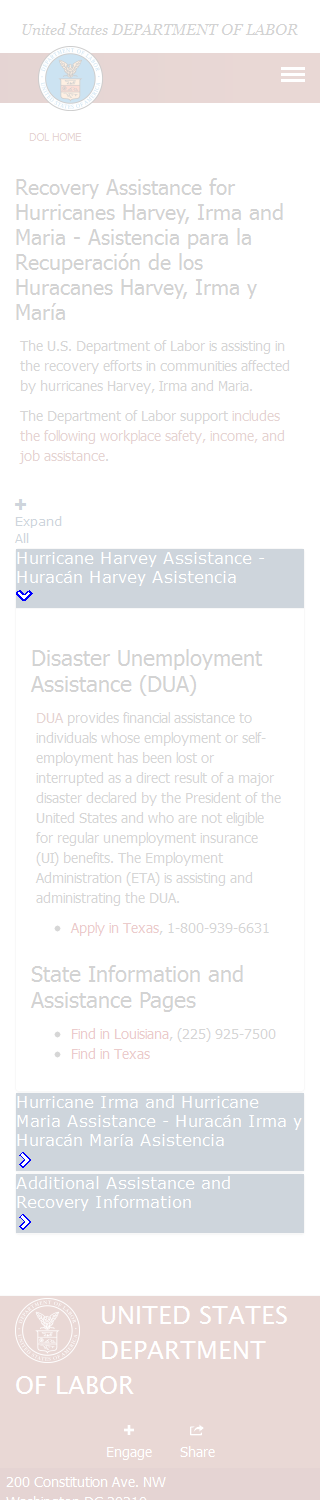 United States DEPARTMENT OF LABOR
DOL HOME
Recovery Assistance for
Hurricanes Harvey, Irma and
Maria - Asistencia para la
Recuperación de los
Huracanes Harvey, Irma y
María
The U.S. Department of Labor is assisting in
the recovery efforts in communities affected
by hurricanes Harvey, Irma and Maria.
The Department of Labor support includes
the following workplace safety, income, and
job assistance.
Expand
All
Hurricane Harvey Assistance -
Huracán Harvey Asistencia
Disaster Unemployment
Assistance (DUA)
DUA provides financial assistance to
individuals whose employment or self-
employment has been lost or
interrupted as a direct result of a major
disaster declared by the President of the
United States and who are not eligible
for regular unemployment insurance
(UI) benefits. The Employment
Administration (ETA) is assisting and
administrating the DUA.
• Apply in Texas, 1-800-939-6631
State Information and
Assistance Pages
• Find in Louisiana, (225) 925-7500
• Find in Texas
Hurricane Irma and Hurricane
Maria Assistance - Huracán Irma y
Huracán María Asistencia
Additional Assistance and
Recovery Information
UNITED STATES
DEPARTMENT
OF LABOR
Engage Share
200 Constitution Ave. NW
Washington DC 20210